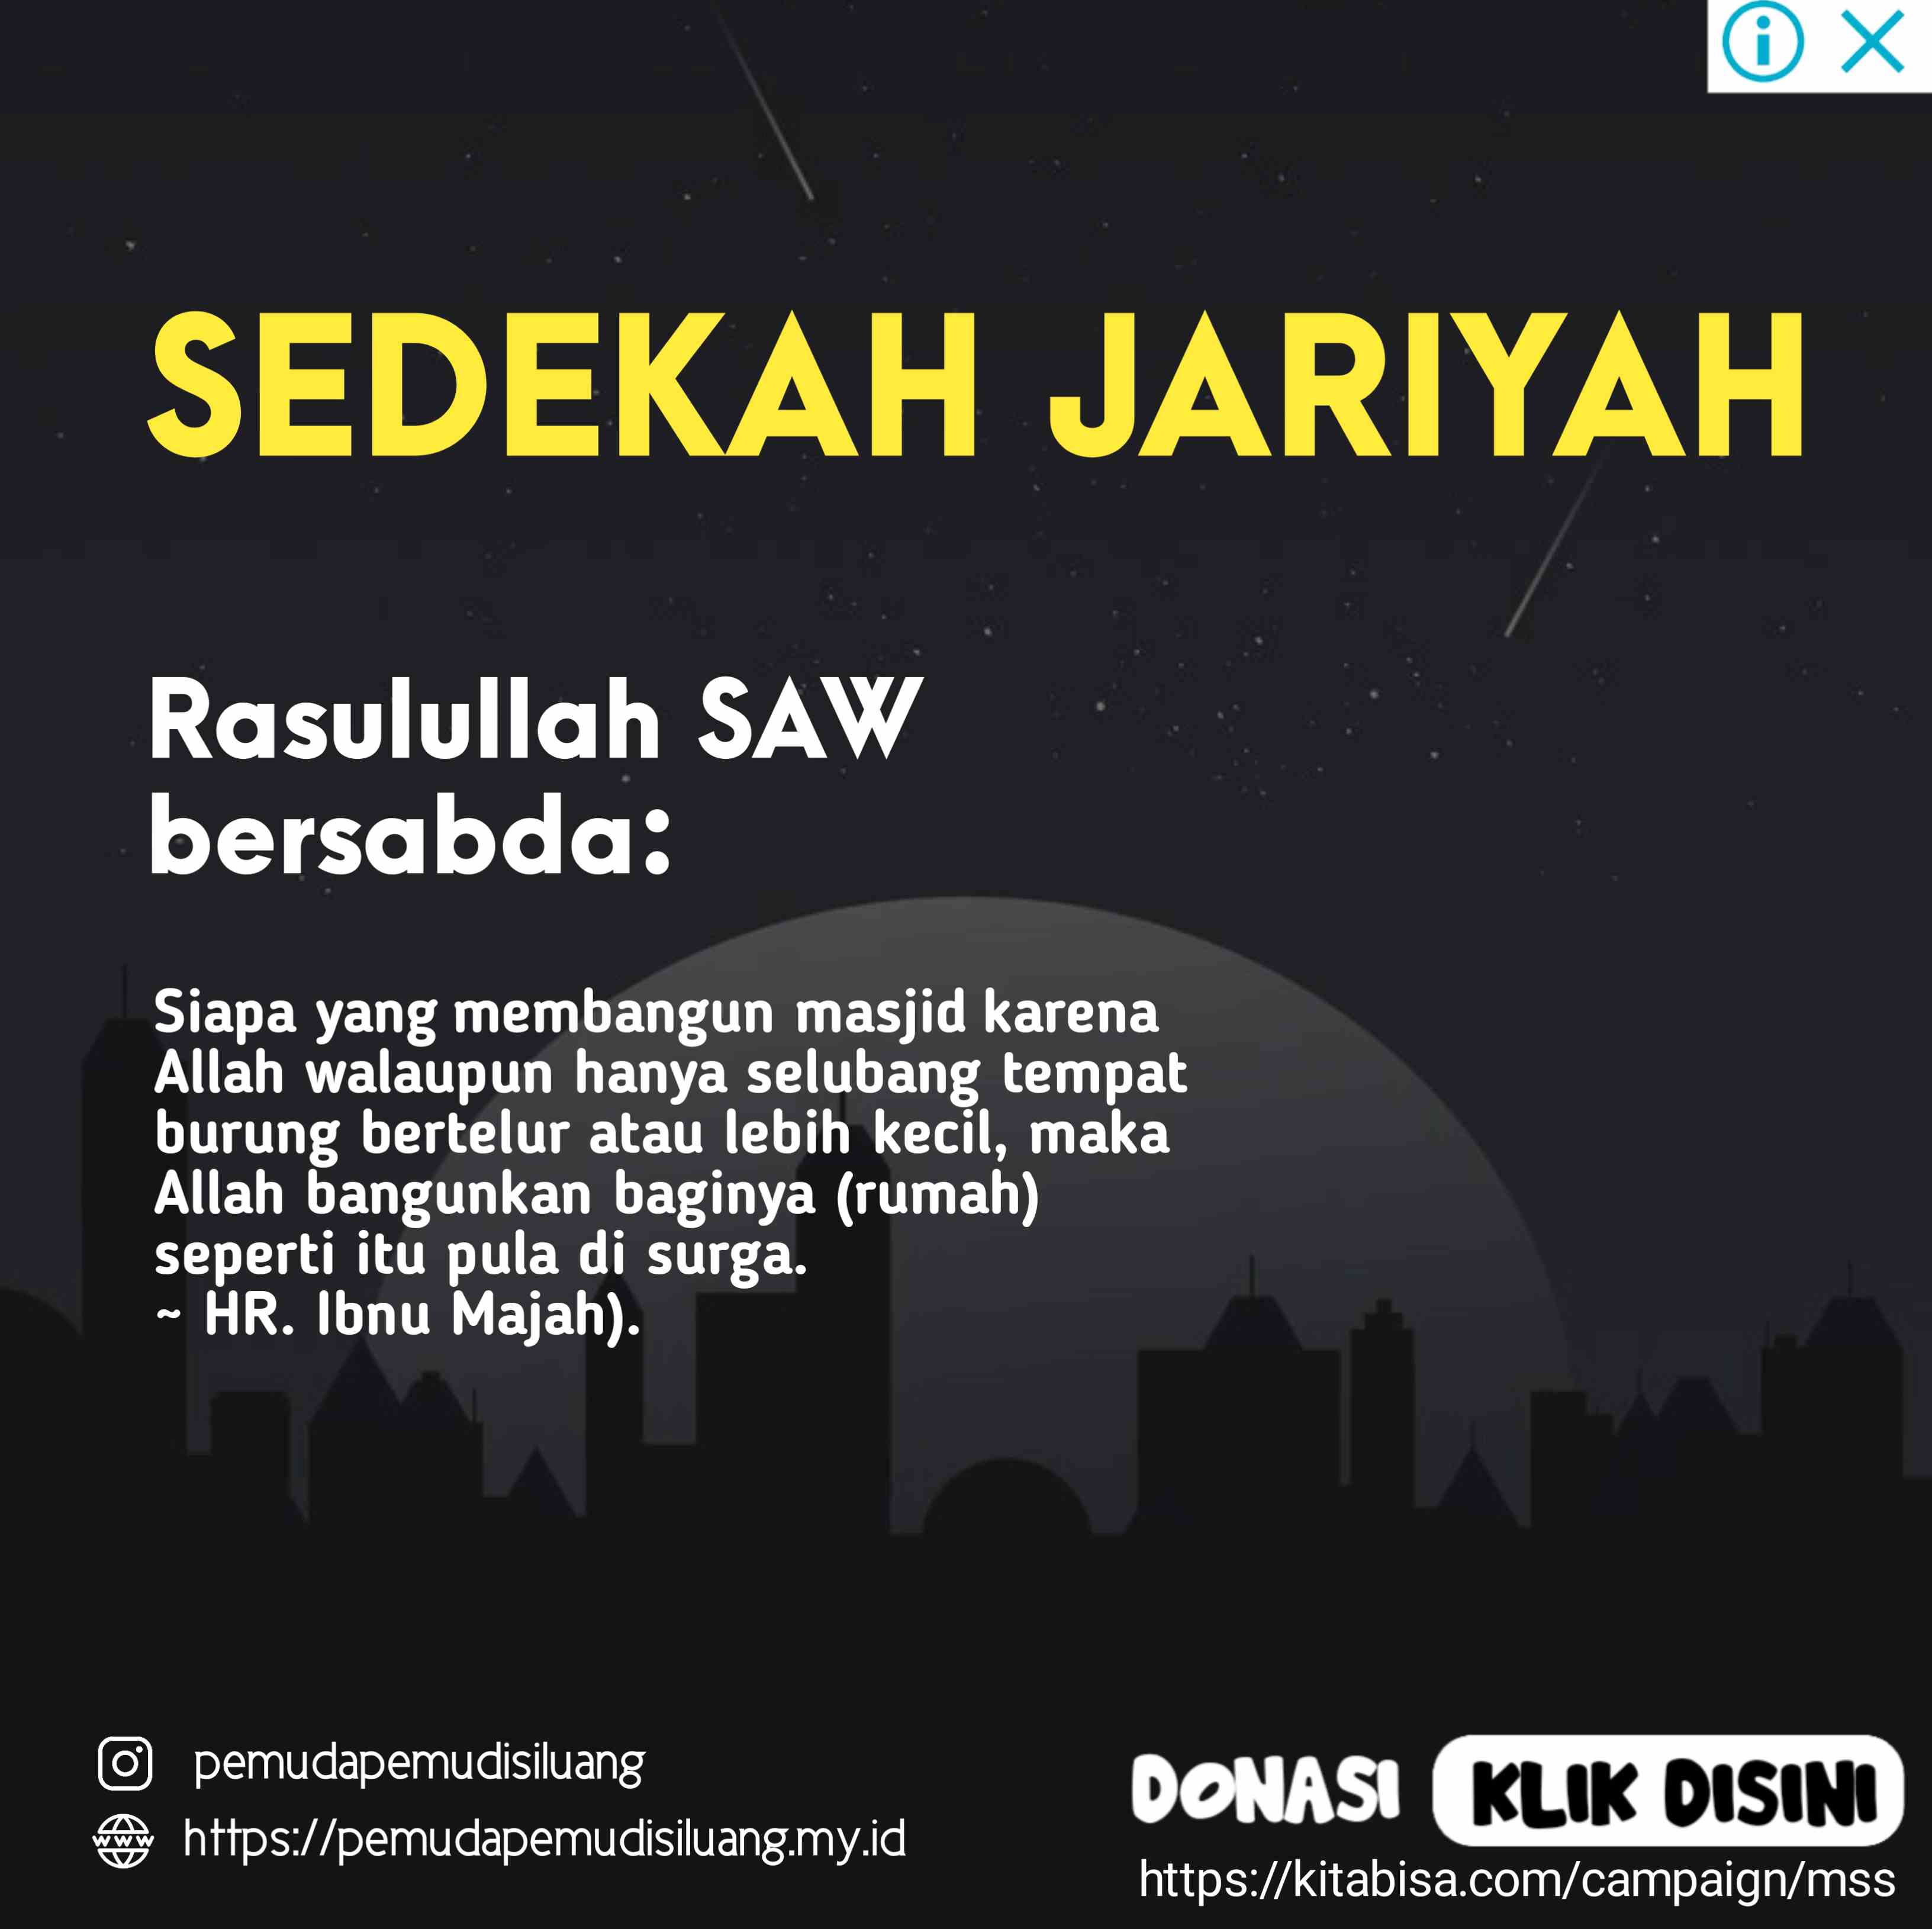 SEDEKAH JARIYAH
Rasulullah SAW
bersabda:
Siapa yang membangun masjid karena
Allah walaupun hanya selubang tempat
burung bertelur atau lebih kecil, maka
Allah bangunkan baginya (rumah)
seperti itu pula di surga.
~ HR. Ibnu Majah).
pemudapemudisiluang
www https://pemudapemudisiluang.my.id
DONASI KLIK DISINI
https://kitabisa.com/campaign/mss